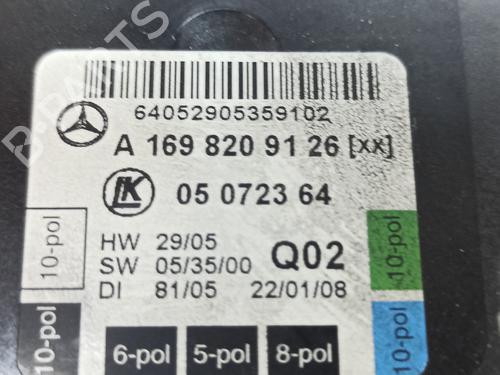 64052905359102
A 169 820 91 26 [xx]
LK 05 0723 64
HW 29/05
SW 05/35/00 Q02
DI 81/05 22/01/08
10-pol
10-pol
10-pol
10-pol
6-pol 5-pol 8-pol